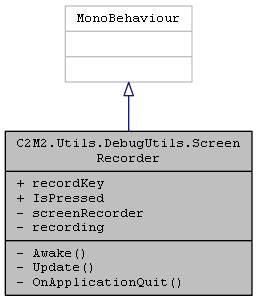 MonoBehaviour
C2M2.Utils.DebugUtils.Screen
Recorder
+ recordKey
+ IsPressed
- screenRecorder
- recording
- Awake()
- Update()
- OnApplicationQuit()